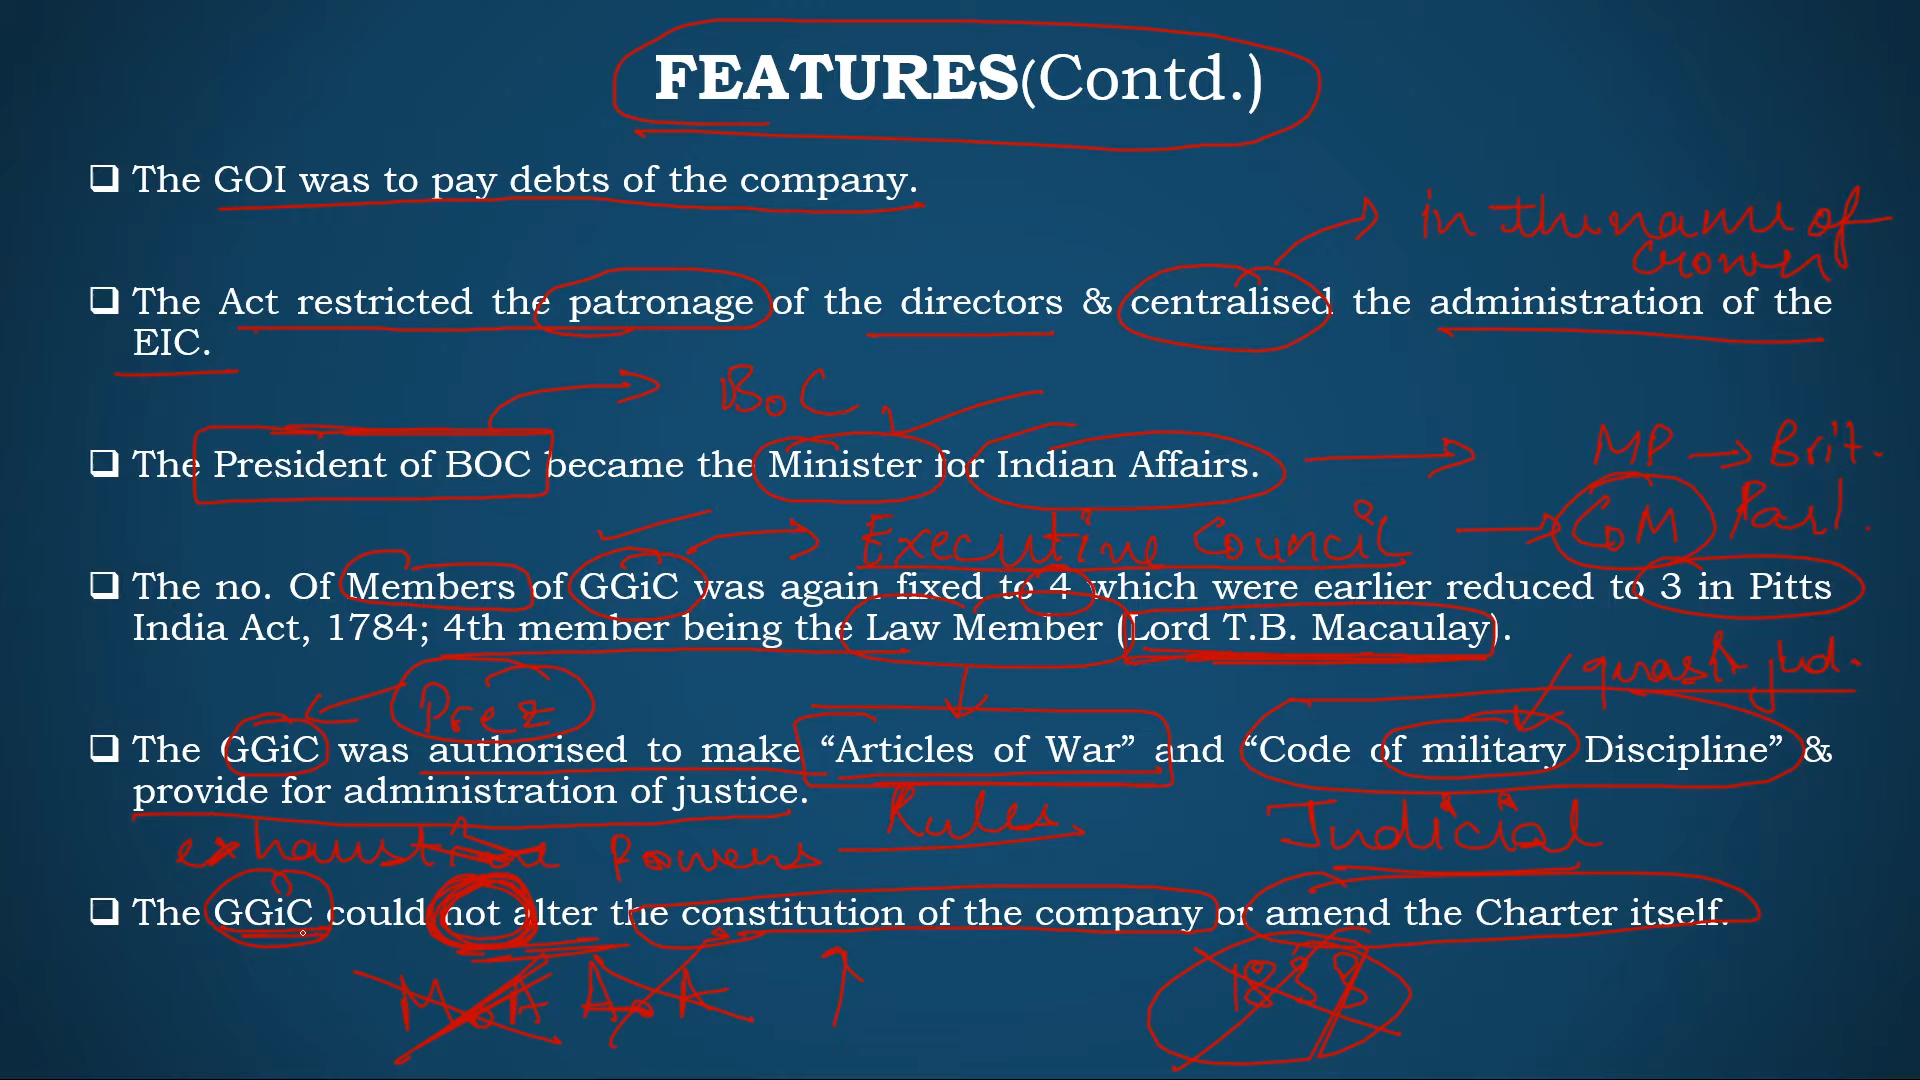 FEATURES(Contd.)
❑ The GOI was to pay debts of the company.
in the name of
crown
❑ The Act restricted the patronage of the directors & centralised the administration of the
EIC.
BoC
❑ The President of BOC became the Minister for Indian Affairs.
MP → Brit.
Parl.
Executive Council → CoM
❑ The no. Of Members of GGiC was again fixed to 4 which were earlier reduced to 3 in Pitts
India Act, 1784; 4th member being the Law Member (Lord T.B. Macaulay).
quasi jud.
Prez
❑ The GGiC was authorised to make “Articles of War” and “Code of military Discipline” &
provide for administration of justice.
Rules
Judicial
exhaustive Powers
❑ The GGiC could not alter the constitution of the company or amend the Charter itself.
MoA AoA
1833